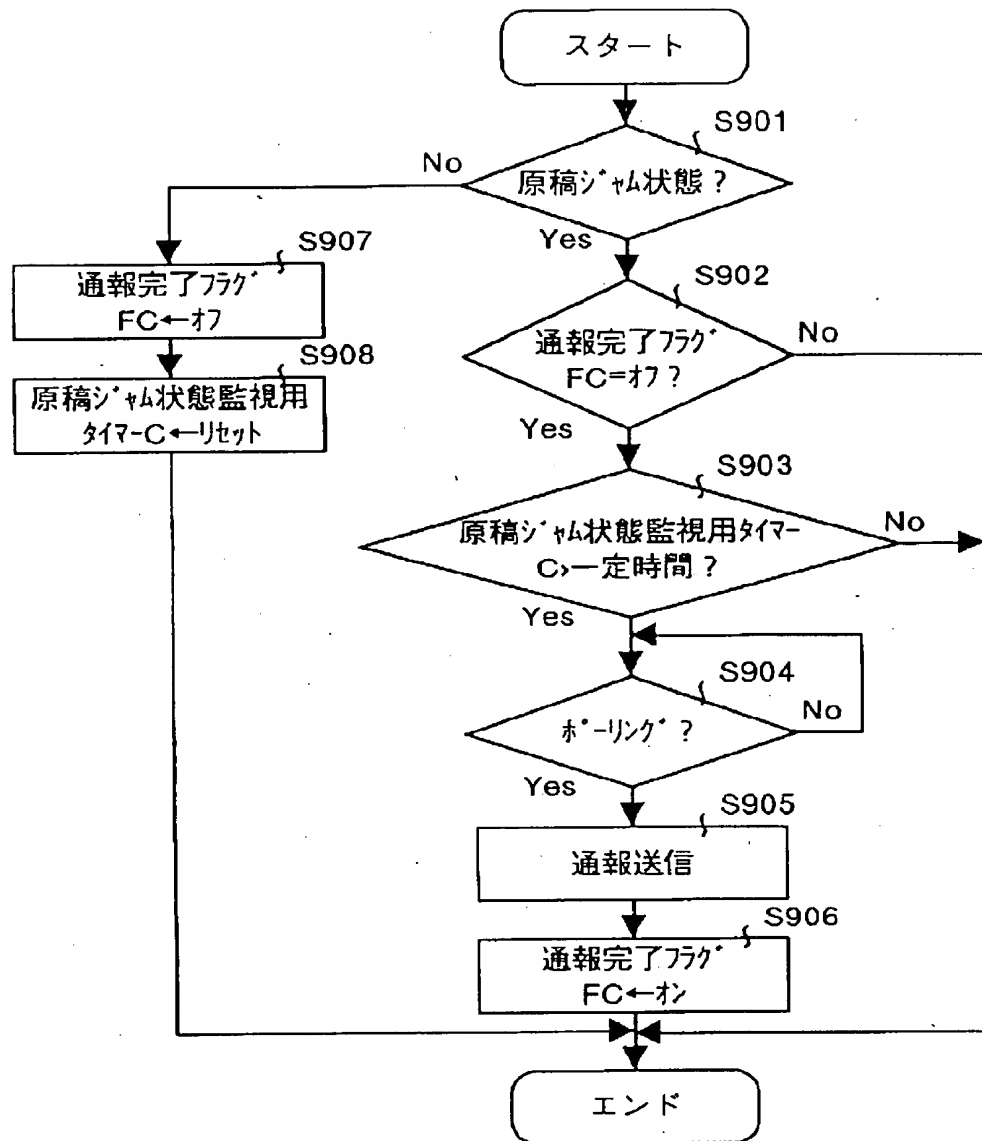 スタート
S901
原稿ｼﾞｬﾑ状態？
No
Yes
S907
通報完了ﾌﾗｸﾞ
FC←ｵﾌ
S908
原稿ｼﾞｬﾑ状態監視用
ﾀｲﾏｰC←ﾘｾｯﾄ
S902
通報完了ﾌﾗｸﾞ
FC=ｵﾌ？
No
Yes
S903
原稿ｼﾞｬﾑ状態監視用ﾀｲﾏｰ
C>一定時間？
No
Yes
S904
ﾎﾟｰﾘﾝｸﾞ？
No
Yes
S905
通報送信
S906
通報完了ﾌﾗｸﾞ
FC←ｵﾝ
エンド